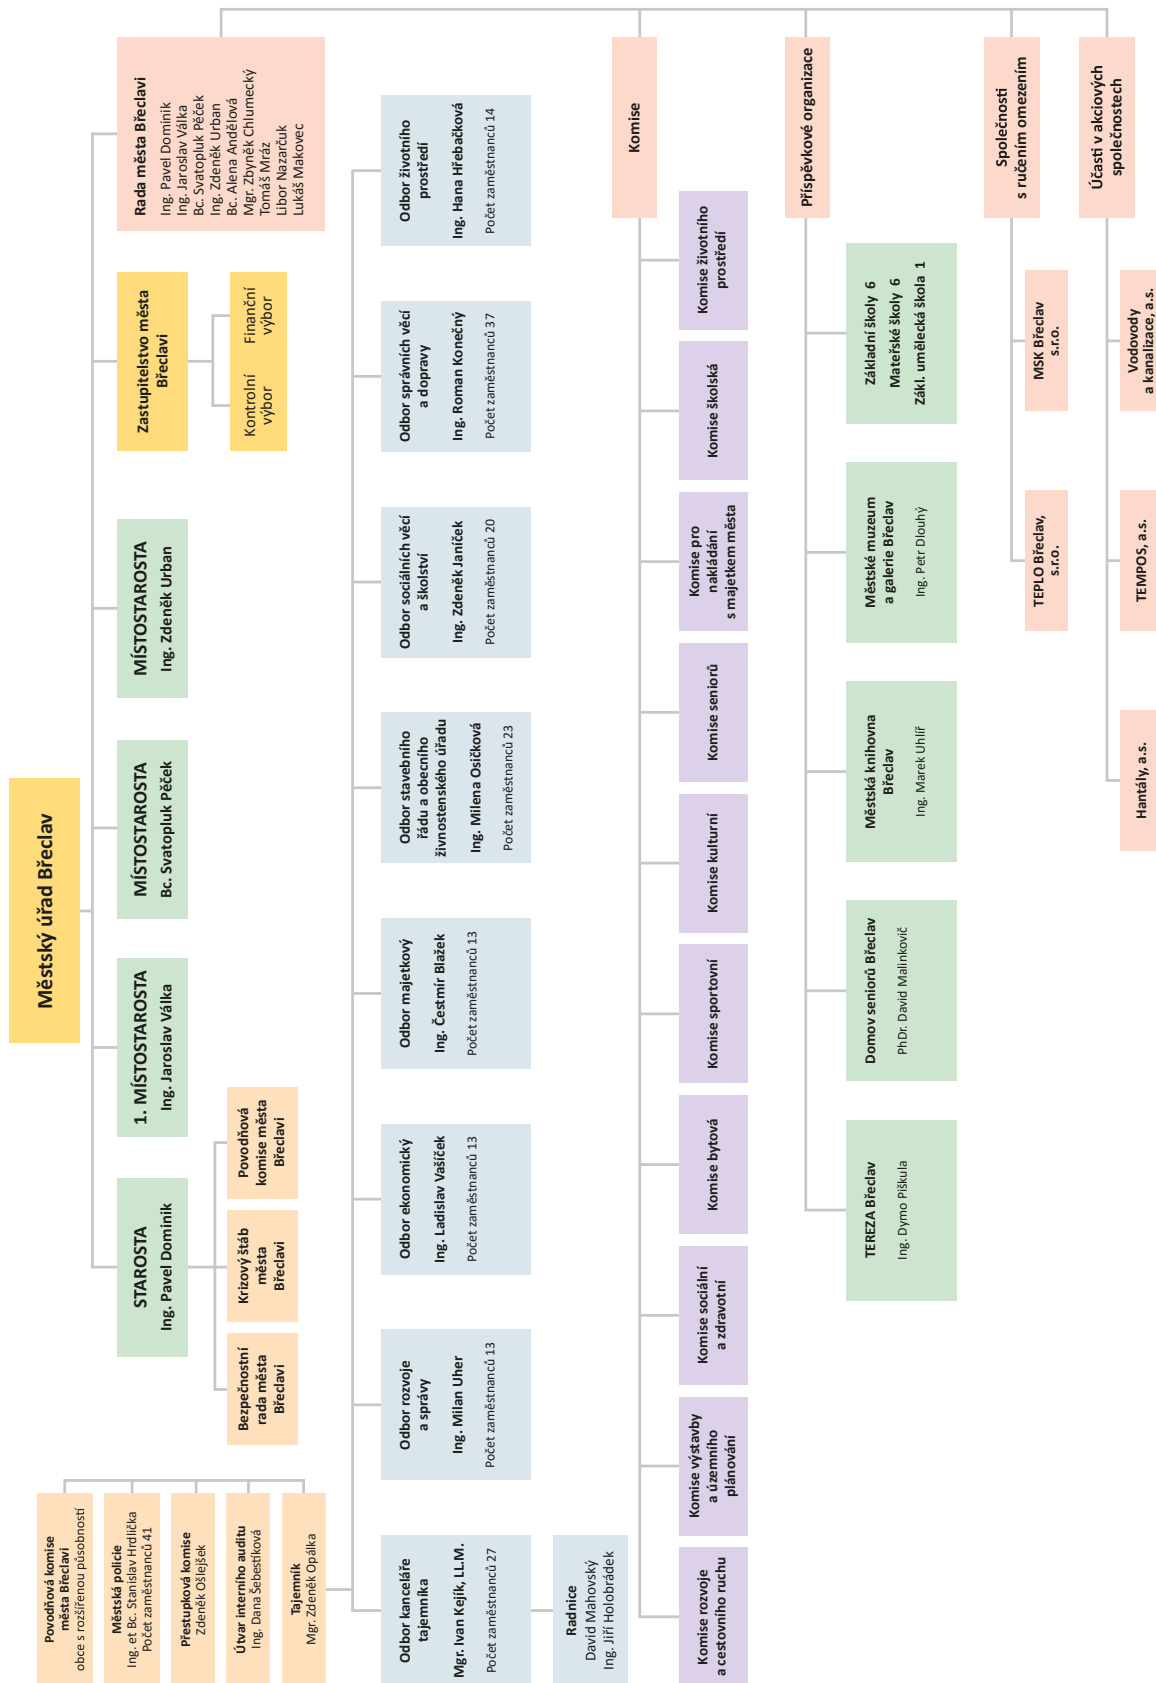 Městský úřad Břeclav
STAROSTA
Ing. Pavel Dominik
1. MÍSTOSTAROSTA
Ing. Jaroslav Válka
MÍSTOSTAROSTA
Bc. Svatopluk Pěček
MÍSTOSTAROSTA
Ing. Zdeněk Urban
Zastupitelstvo města
Břeclavi
Kontrolní
výbor
Finanční
výbor
Rada města Břeclavi
Ing. Pavel Dominik
Ing. Jaroslav Válka
Bc. Svatopluk Pěček
Ing. Zdeněk Urban
Bc. Alena Andělová
Mgr. Zbyněk Chlumecký
Tomáš Mráz
Libor Nazarčuk
Lukáš Makovec
Bezpečnostní
rada města
Břeclavi
Krizový štáb
města
Břeclavi
Povodňová
komise města
Břeclavi
Povodňová komise
města Břeclavi
obce s rozšířenou působností
Městská policie
Ing. et Bc. Stanislav Hrdlička
Počet zaměstnanců 41
Přestupková komise
Zdeněk Ošlejšek
Útvar interního auditu
Ing. Dana Šebestíková
Tajemník
Mgr. Zdeněk Opálka
Odbor kanceláře
tajemníka
Mgr. Ivan Kejík, LL.M.
Počet zaměstnanců 27
Odbor rozvoje
a správy
Ing. Milan Uher
Počet zaměstnanců 13
Odbor ekonomický
Ing. Ladislav Vašíček
Počet zaměstnanců 13
Odbor majetkový
Ing. Čestmír Blažek
Počet zaměstnanců 13
Odbor stavebního
řádu a obecního
živnostenského úřadu
Ing. Milena Osičková
Počet zaměstnanců 23
Odbor sociálních věcí
a školství
Ing. Zdeněk Janíček
Počet zaměstnanců 20
Odbor správních věcí
a dopravy
Ing. Roman Konečný
Počet zaměstnanců 37
Odbor životního
prostředí
Ing. Hana Hřebačková
Počet zaměstnanců 14
Radnice
David Mahovský
Ing. Jiří Holobrádek
Komise
Komise rozvoje
a cestovního ruchu
Komise výstavby
a územního
plánování
Komise sociální
a zdravotní
Komise bytová
Komise sportovní
Komise kulturní
Komise seniorů
Komise pro
nakládání
s majetkem města
Komise školská
Komise životního
prostředí
Příspěvkové organizace
TEREZA Břeclav
Ing. Dymo Piškula
Domov seniorů Břeclav
PhDr. David Malinkovič
Městská knihovna
Břeclav
Ing. Marek Uhlíř
Městské muzeum
a galerie Břeclav
Ing. Petr Dlouhý
Základní školy 6
Mateřské školy 6
Zákl. umělecká škola 1
Společnosti
s ručením omezením
TEPLO Břeclav,
s.r.o.
MSK Břeclav
s.r.o.
Účasti v akciových
společnostech
Hantály, a.s.
TEMPOS, a.s.
Vodovody
a kanalizace, a.s.